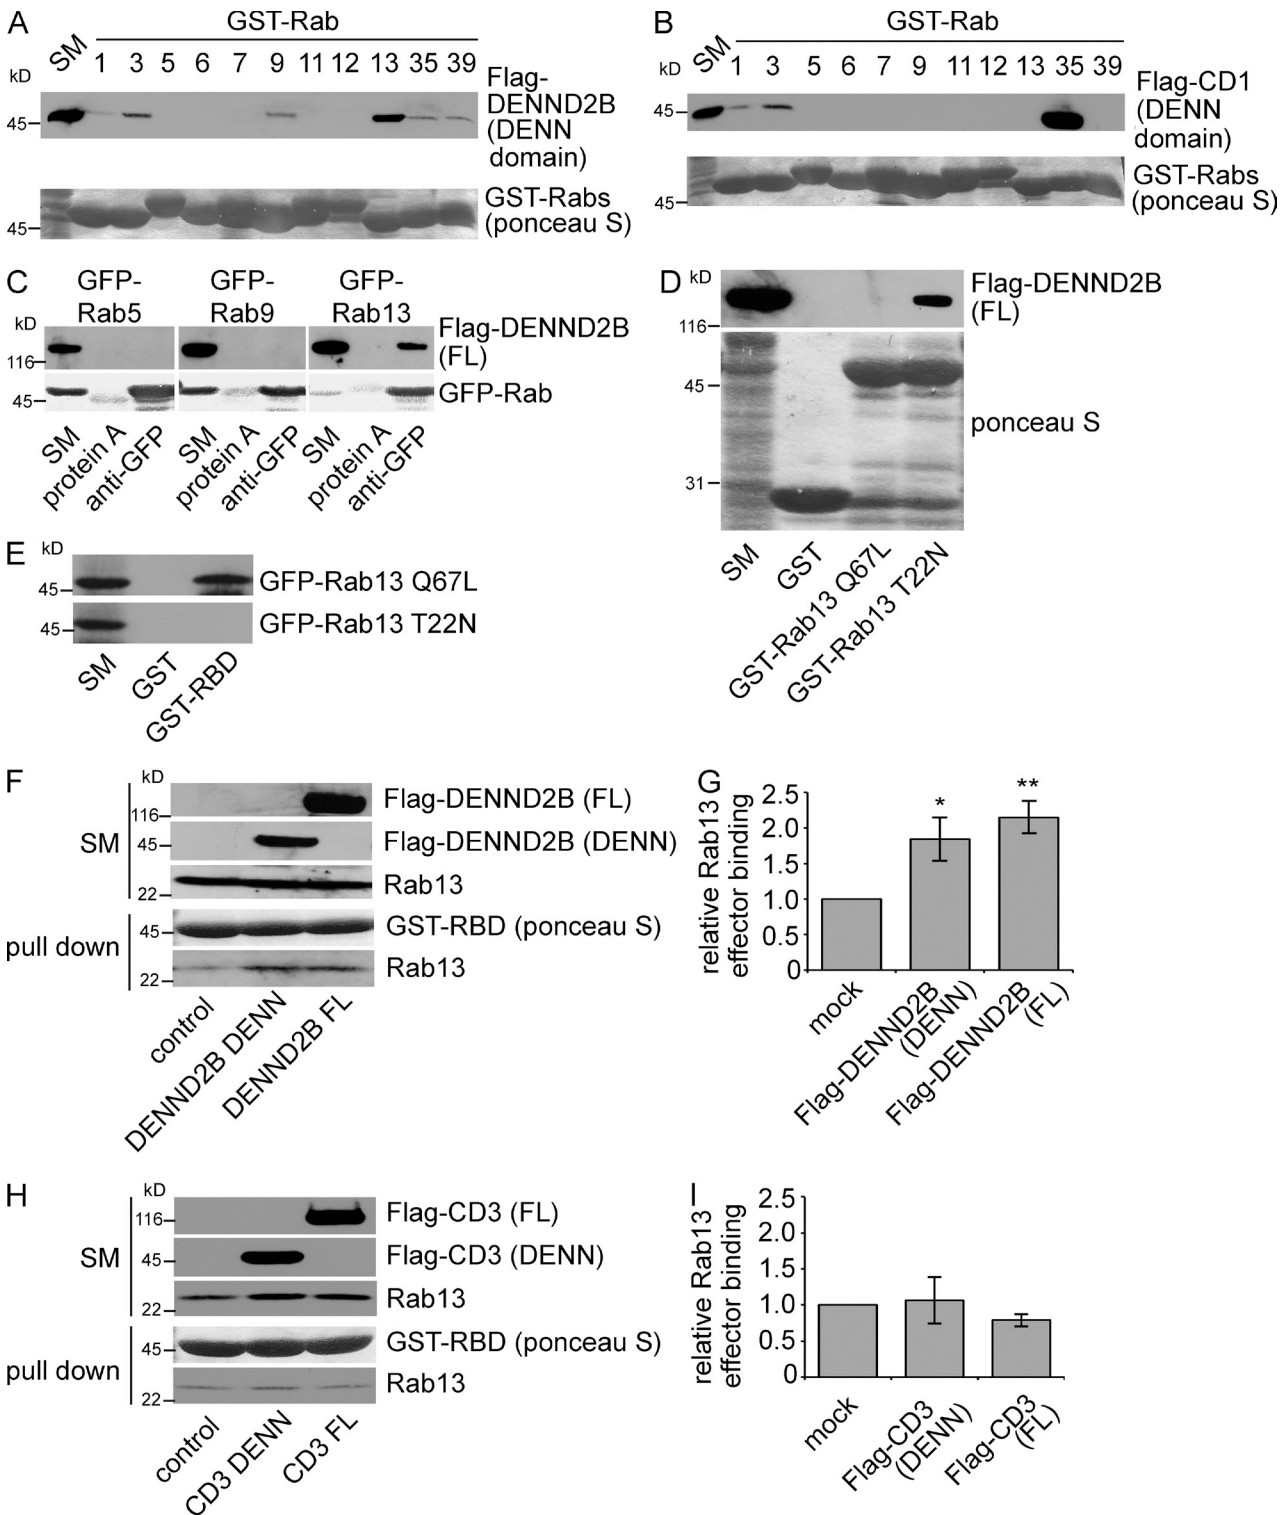 A
GST-Rab
SM 1 3 5 6 7 9 11 12 13 35 39
kD
45
Flag-
DENND2B
(DENN
domain)
45
GST-Rabs
(ponceau S)
B
GST-Rab
SM 1 3 5 6 7 9 11 12 13 35 39
kD
45
Flag-CD1
(DENN
domain)
45
GST-Rabs
(ponceau S)
C
GFP-
Rab5
GFP-
Rab9
GFP-
Rab13
kD
116
Flag-DENND2B
(FL)
45
GFP-Rab
SM protein A anti-GFP SM protein A anti-GFP SM protein A anti-GFP
D
kD
116
Flag-DENND2B
(FL)
45
31
ponceau S
SM
GST
GST-Rab13 Q67L
GST-Rab13 T22N
E
kD
45
GFP-Rab13 Q67L
45
GFP-Rab13 T22N
SM
GST
GST-RBD
F
kD
SM
116
Flag-DENND2B (FL)
45
Flag-DENND2B (DENN)
22
Rab13
pull down
45
GST-RBD (ponceau S)
22
Rab13
control
DENND2B DENN
DENND2B FL
G
relative Rab13
effector binding
2.5
2.0
1.5
1.0
0.5
0
*
**
mock
Flag-DENND2B
(DENN)
Flag-DENND2B
(FL)
H
kD
SM
116
Flag-CD3 (FL)
45
Flag-CD3 (DENN)
22
Rab13
pull down
45
GST-RBD (ponceau S)
22
Rab13
control
CD3 DENN
CD3 FL
I
relative Rab13
effector binding
2.5
2.0
1.5
1.0
0.5
0
mock
Flag-CD3
(DENN)
Flag-CD3
(FL)